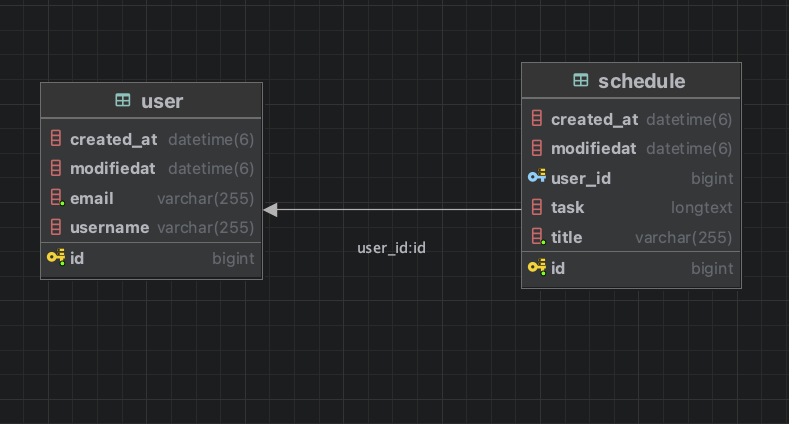 user
created_at datetime(6)
modifiedat datetime(6)
email varchar(255)
username varchar(255)
id bigint
user_id:id
schedule
created_at datetime(6)
modifiedat datetime(6)
user_id bigint
task longtext
title varchar(255)
id bigint